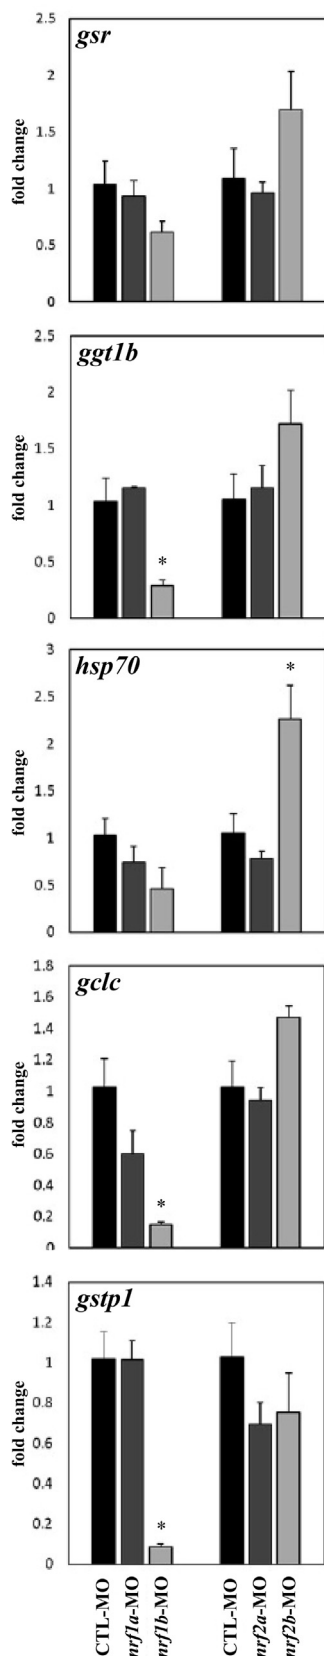 gsr
fold change
2.5
2
1.5
1
0.5
0
ggt1b
fold change
2.5
2
1.5
1
0.5
0
*
hsp70
fold change
3
2.5
2
1.5
1
0.5
0
*
gclc
fold change
1.8
1.6
1.4
1.2
1
0.8
0.6
0.4
0.2
0
*
gstp1
fold change
1.4
1.2
1
0.8
0.6
0.4
0.2
0
*
CTL-MO
nrf1a-MO
nrf1b-MO
CTL-MO
nrf2a-MO
nrf2b-MO